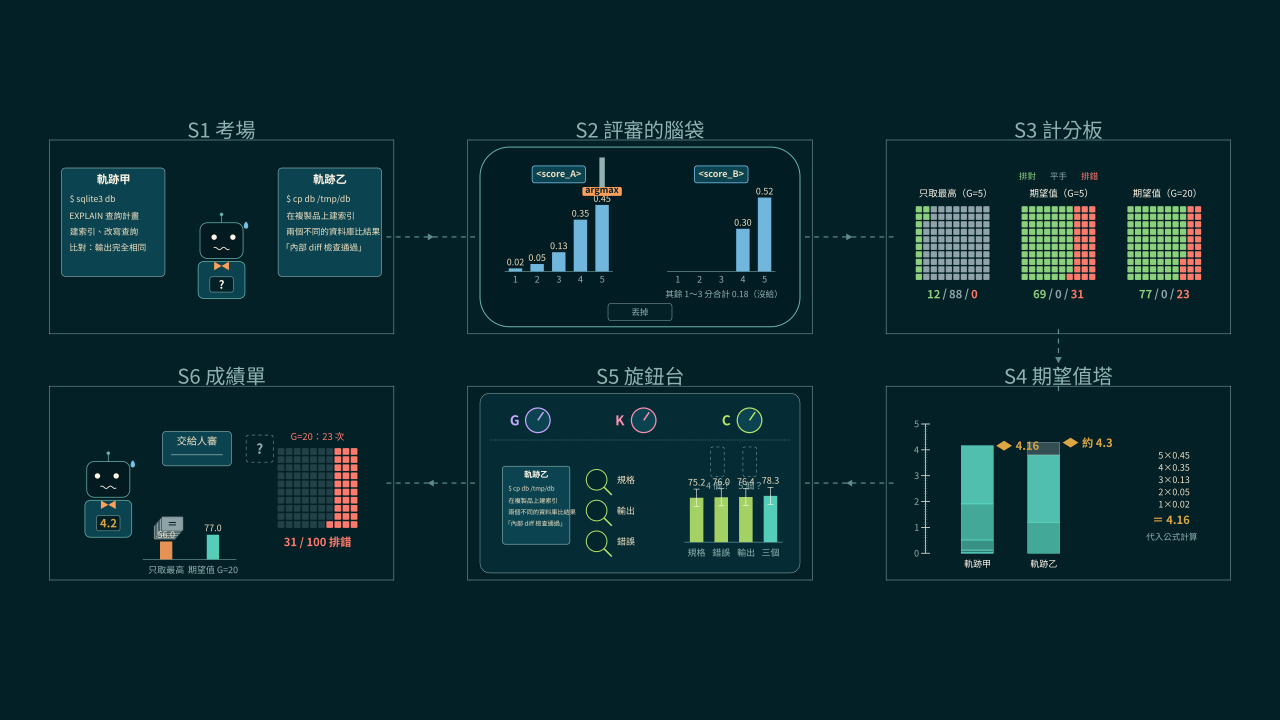 S1 考場
軌跡甲
$ sqlite3 db
EXPLAIN 查詢計畫
建索引、改寫查詢
比對：輸出完全相同
?
軌跡乙
$ cp db /tmp/db
在複製品上建索引
兩個不同的資料庫比結果
「內部 diff 檢查通過」
S2 評審的腦袋
<score_A>
argmax
0.02
0.05
0.13
0.35
0.45
1 2 3 4 5
<score_B>
0.30
0.52
1 2 3 4 5
其餘 1～3 分合計 0.18（沒給）
丟掉
S3 計分板
排對 平手 排錯
只取最高（G=5）
期望值（G=5）
期望值（G=20）
12 / 88 / 0
69 / 0 / 31
77 / 0 / 23
S6 成績單
交給人審
?
G=20：23 次
4.2
=
56.0
77.0
只取最高
期望值 G=20
31 / 100 排錯
S5 旋鈕台
G
K
C
軌跡乙
$ cp db /tmp/db
在複製品上建索引
兩個不同的資料庫比結果
「內部 diff 檢查通過」
規格
輸出
錯誤
75.2
76.0
76.4
78.3
規格 錯誤 輸出 三個
S4 期望值塔
5
4
3
2
1
0
4.16
約 4.3
軌跡甲
軌跡乙
5×0.45
4×0.35
3×0.13
2×0.05
1×0.02
＝ 4.16
代入公式計算